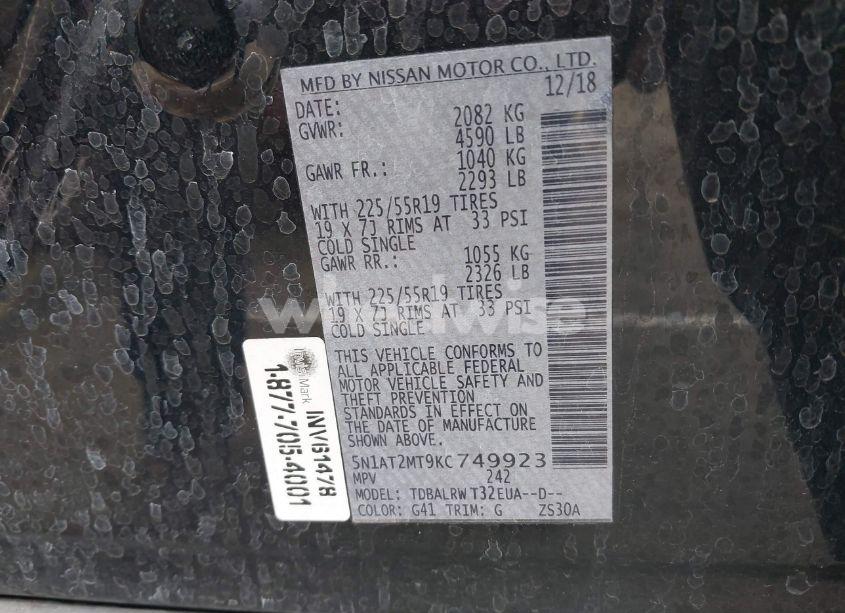 MFD BY NISSAN MOTOR CO., LTD.
DATE: 12/18
GVWR: 2082 KG
4590 LB
GAWR FR.: 1040 KG
2293 LB
WITH 225/55R19 TIRES
19 X 7J RIMS AT 33 PSI
COLD SINGLE
GAWR RR.: 1055 KG
2326 LB
WITH 225/55R19 TIRES
19 X 7J RIMS AT 33 PSI
COLD SINGLE
THIS VEHICLE CONFORMS TO
ALL APPLICABLE FEDERAL
MOTOR VEHICLE SAFETY AND
THEFT PREVENTION
STANDARDS IN EFFECT ON
THE DATE OF MANUFACTURE
SHOWN ABOVE.
5N1AT2MT9KC749923
MPV 242
MODEL: TDBALRW T32EUA--D--
COLOR: G41 TRIM: G ZS30A
Mark
INV61478
1-877-705-4001